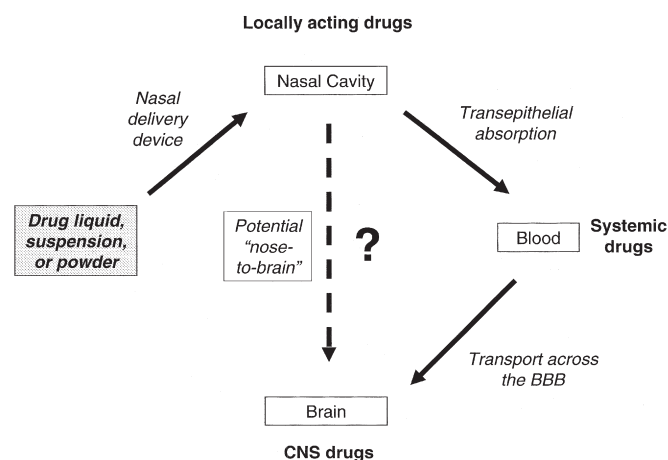 Locally acting drugs
Nasal Cavity
Nasal
delivery
device
Transepithelial
absorption
Drug liquid,
suspension,
or powder
Potential
“nose-
to-brain”
?
Blood
Systemic
drugs
Transport across
the BBB
Brain
CNS drugs